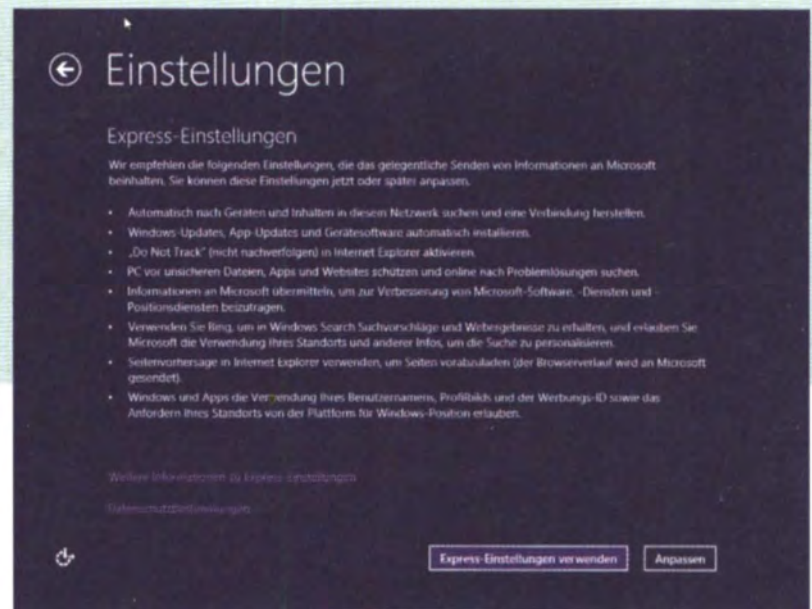 Einstellungen
Express-Einstellungen
Wir empfehlen die folgenden Einstellungen, die das gelegentliche Senden von Informationen an Microsoft
beinhalten. Sie können diese Einstellungen jetzt oder später anpassen.
• Automatisch nach Geräten und Inhalten in diesem Netzwerk suchen und eine Verbindung herstellen.
• Windows-Updates, App-Updates und Gerätesoftware automatisch installieren.
• „Do Not Track" (nicht nachverfolgen) in Internet Explorer aktivieren.
• PC vor unsicheren Dateien, Apps und Websites schützen und online nach Problemlösungen suchen.
• Informationen an Microsoft übermitteln, um zur Verbesserung von Microsoft-Software, -Diensten und -
Positionsdiensten beizutragen.
• Verwenden Sie Bing, um in Windows Search Suchvorschläge und Webergebnisse zu erhalten, und erlauben Sie
Microsoft die Verwendung Ihres Standorts und anderer Infos, um die Suche zu personalisieren.
• Seitenvorhersage in Internet Explorer verwenden, um Seiten vorabzuladen (der Browserverlauf wird an Microsoft
gesendet).
• Windows und Apps die Verwendung Ihres Benutzernamens, Profilbilds und der Werbungs-ID sowie das
Anfordern Ihres Standorts von der Plattform für Windows-Position erlauben.
Weitere Informationen zu Express-Einstellungen
Datenschutzbestimmungen
Express-Einstellungen verwenden
Anpassen